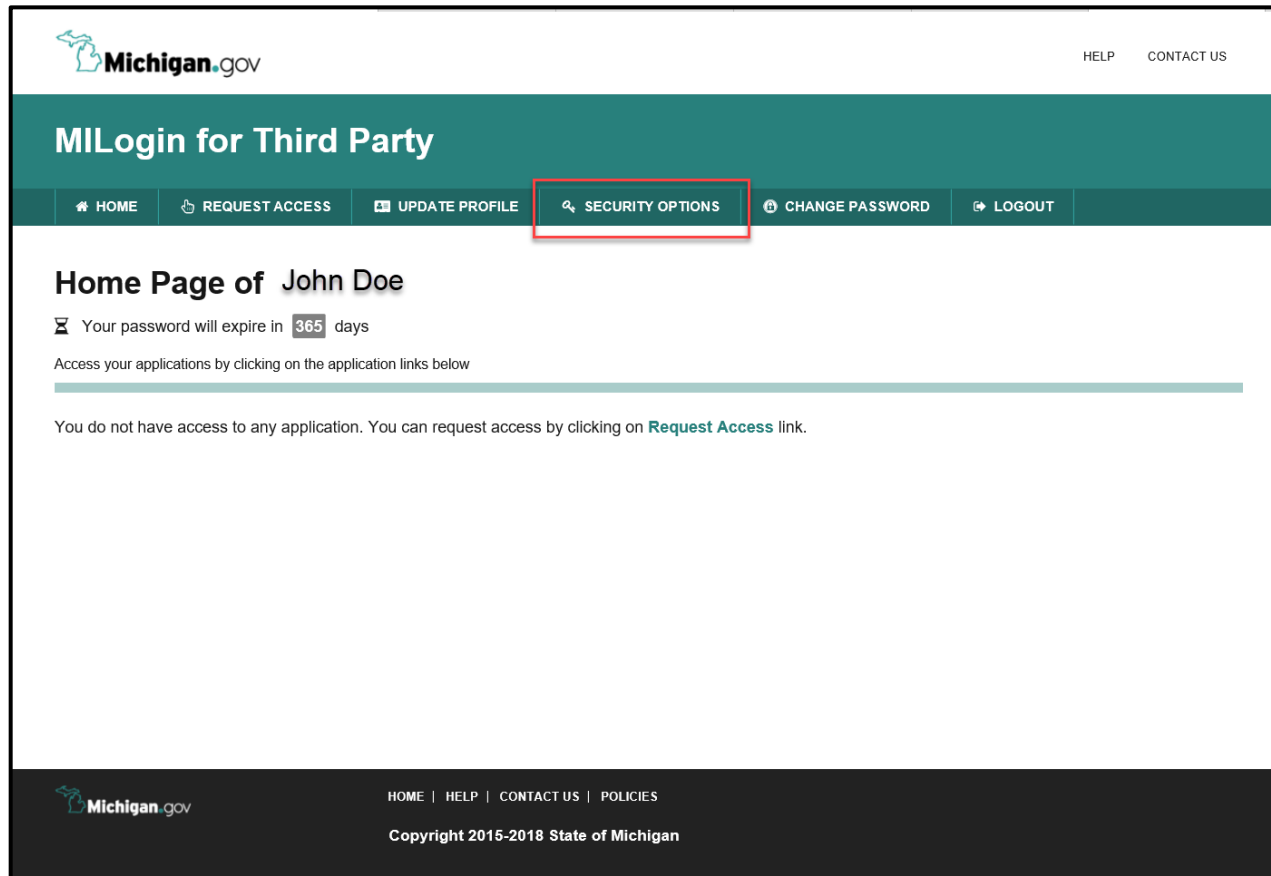 Michigan.gov
HELP CONTACT US
MILogin for Third Party
HOME REQUEST ACCESS UPDATE PROFILE SECURITY OPTIONS CHANGE PASSWORD LOGOUT
Home Page of John Doe
Your password will expire in 365 days
Access your applications by clicking on the application links below
You do not have access to any application. You can request access by clicking on Request Access link.
Michigan.gov
HOME | HELP | CONTACT US | POLICIES
Copyright 2015-2018 State of Michigan